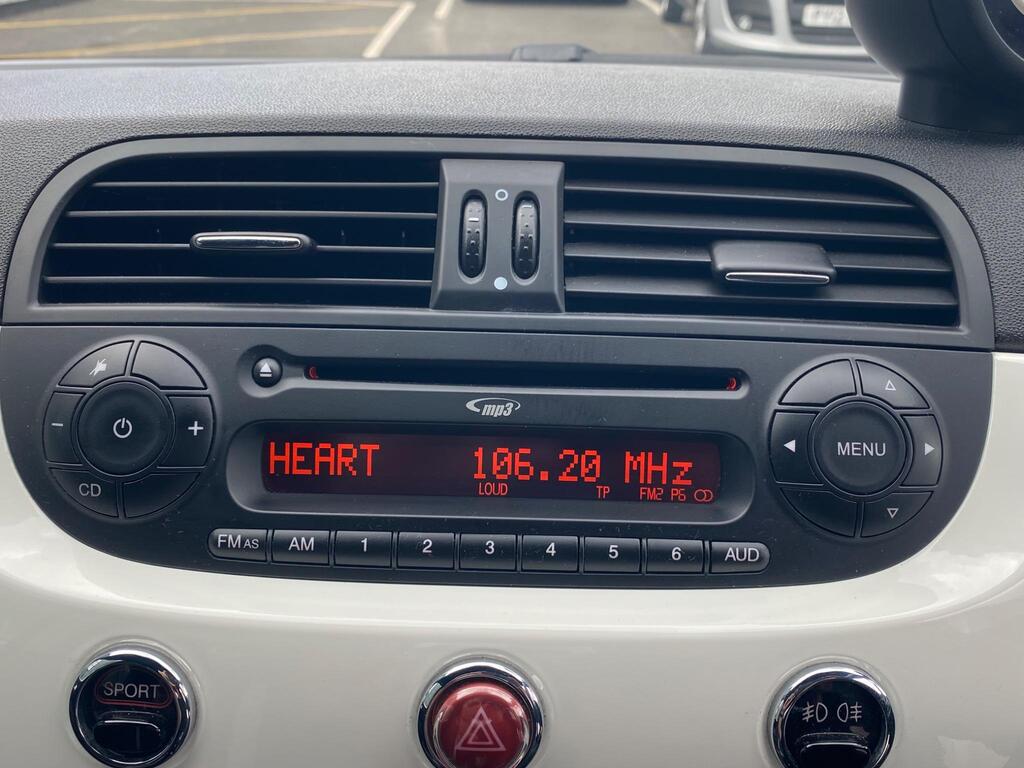 mp3
HEART 106.20 MHz
LOUD TP FM2 P6
MENU
CD
FM AS AM 1 2 3 4 5 6 AUD
SPORT